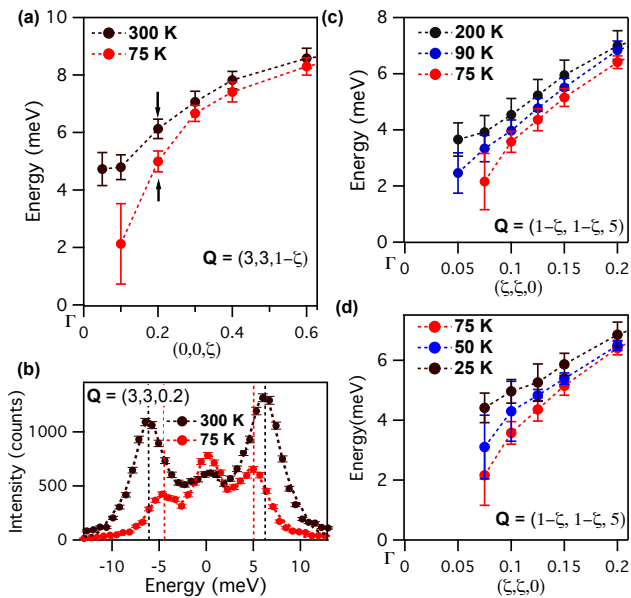 (a)
300 K
75 K
Energy (meV)
10
8
6
4
2
0
Q = (3,3,1−ζ)
Γ
0
0.2
0.4
0.6
(0,0,ζ)
(b)
Q = (3,3,0.2)
300 K
75 K
Intensity (counts)
1000
500
0
-10
-5
0
5
10
Energy (meV)
(c)
200 K
90 K
75 K
Energy (meV)
8
6
4
2
0
Q = (1−ζ, 1−ζ, 5)
Γ
0
0.05
0.1
0.15
0.2
(ζ,ζ,0)
(d)
75 K
50 K
25 K
Energy(meV)
6
4
2
0
Q = (1−ζ, 1−ζ, 5)
Γ
0
0.05
0.1
0.15
0.2
(ζ,ζ,0)